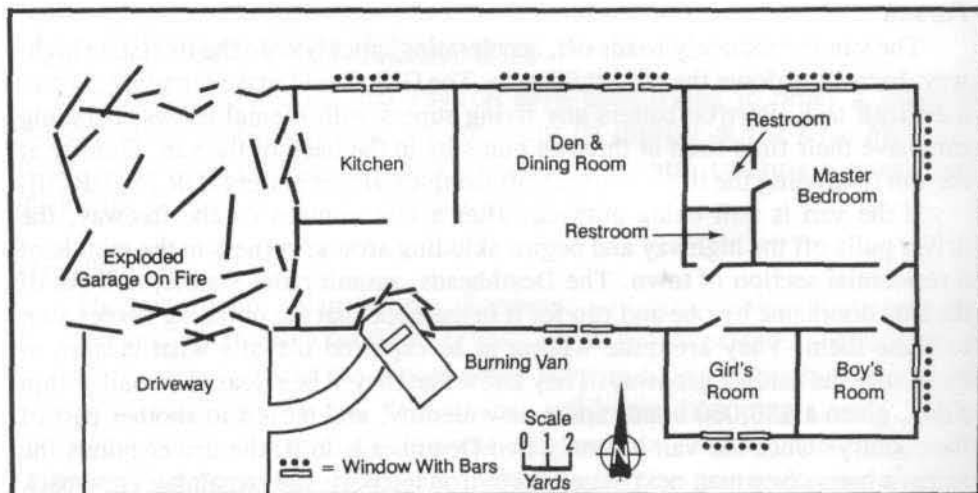 Kitchen
Den &
Dining Room
Restroom
Master
Bedroom
Restroom
Exploded
Garage On Fire
Driveway
Burning Van
Girl's
Room
Boy's
Room
Scale
0 2
Yards
N
= Window With Bars